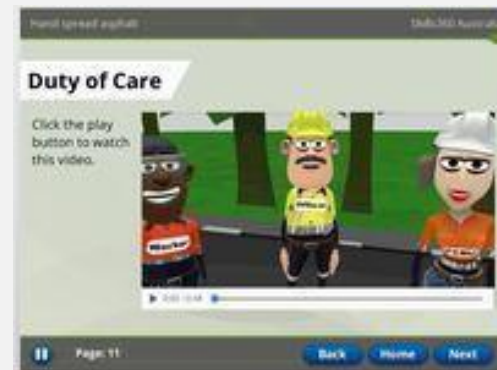 Hand spread asphalt
Skills360 Australia
Duty of Care
Click the play
button to watch
this video.
Worker
Page: 11
Back
Home
Next